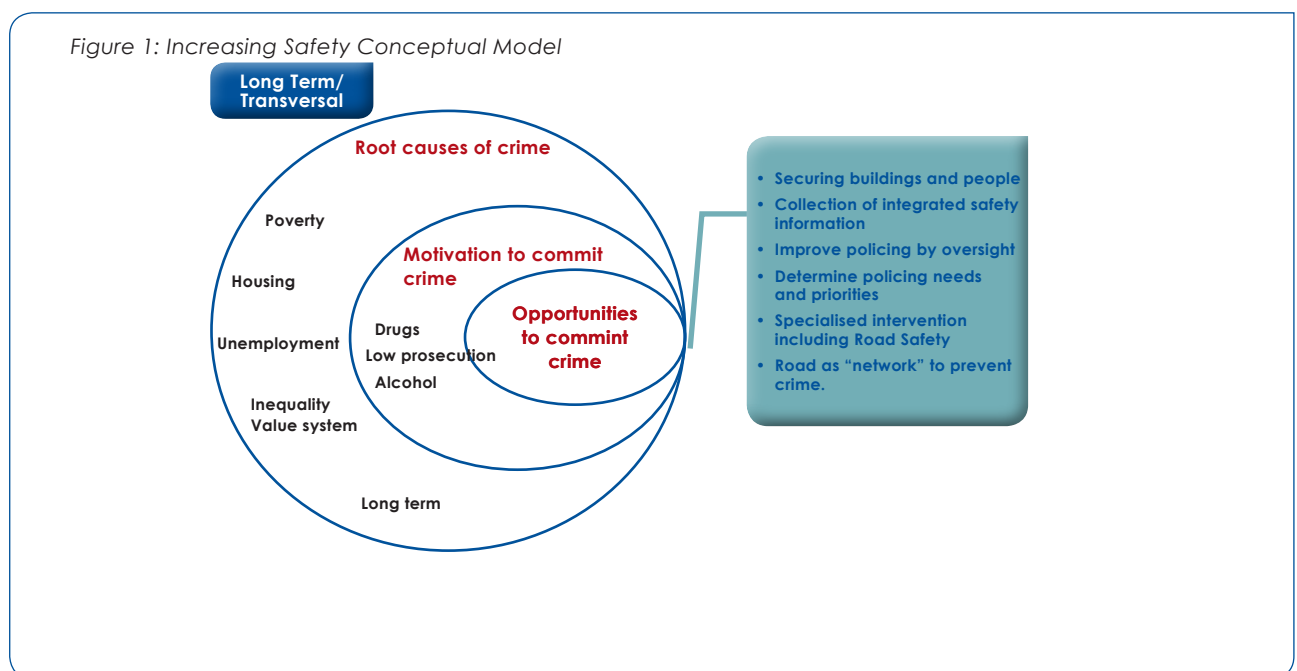 Figure 1: Increasing Safety Conceptual Model
Long Term/
Transversal
Root causes of crime
Poverty
Housing
Unemployment
Inequality
Value system
Long term
Motivation to commit
crime
Drugs
Low prosecution
Alcohol
Opportunities
to commint
crime
• Securing buildings and people
• Collection of integrated safety
information
• Improve policing by oversight
• Determine policing needs
and priorities
• Specialised intervention
including Road Safety
• Road as “network” to prevent
crime.